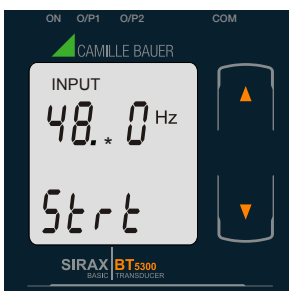 ON O/P1 O/P2 COM
CAMILLE BAUER
INPUT
48.* 0 Hz
Strt
SIRAX BT5300
BASIC TRANSDUCER